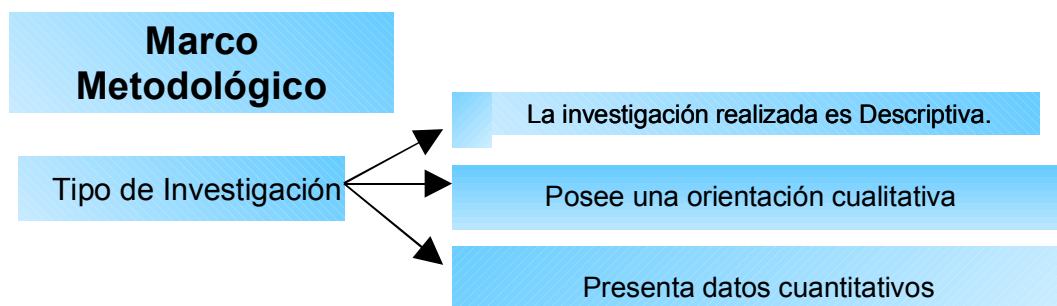 Marco
Metodológico
La investigación realizada es Descriptiva.
Tipo de Investigación
Posee una orientación cualitativa
Presenta datos cuantitativos